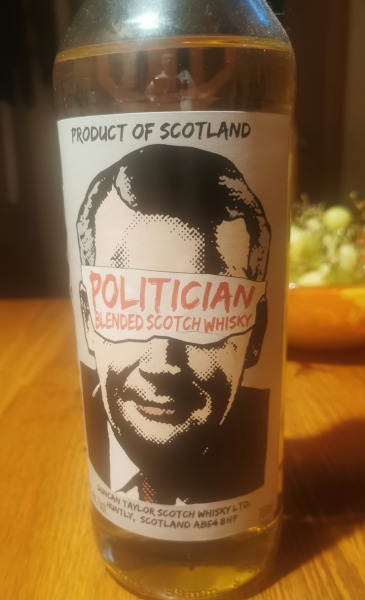 PRODUCT OF SCOTLAND
POLITICIAN
BLENDED SCOTCH WHISKY
DUNCAN TAYLOR SCOTCH WHISKY LTD.
HUNTLY, SCOTLAND AB54 8HP